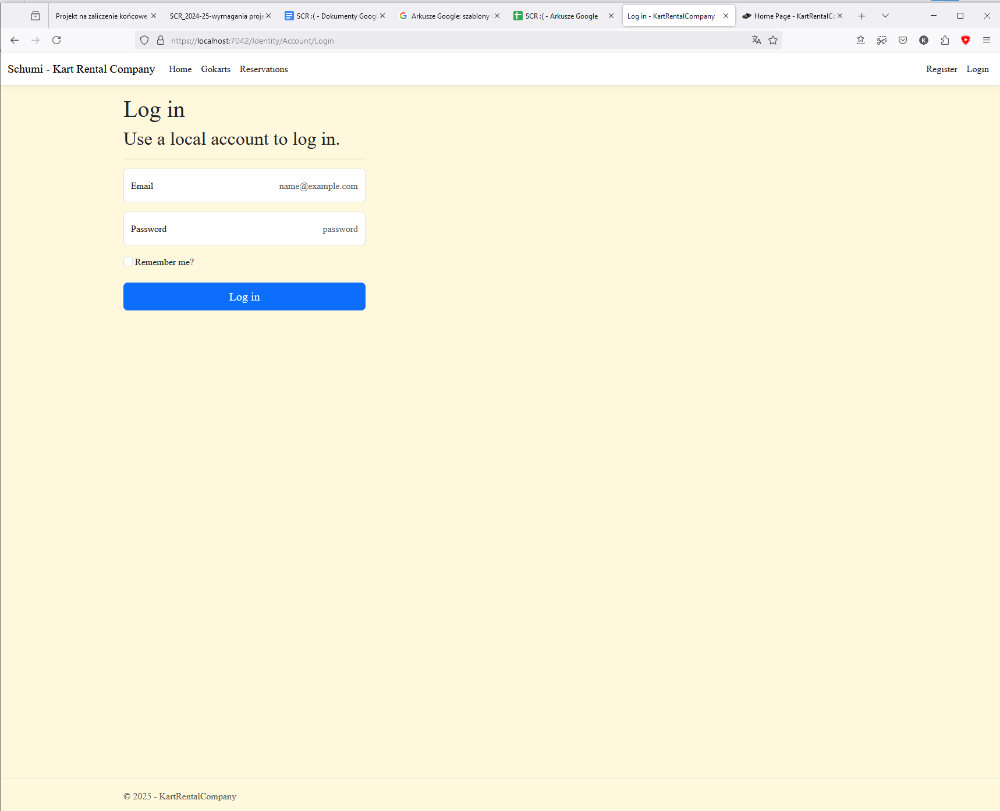 Projekt na zaliczenie końcowe
SCR_2024-25-wymagania proje
SCR :( - Dokumenty Googl
Arkusze Google: szablony i
SCR :( - Arkusze Google
Log in - KartRentalCompany
Home Page - KartRentalCo
https://localhost:7042/Identity/Account/Login
K
Schumi - Kart Rental Company
Home
Gokarts
Reservations
Register
Login
Log in
Use a local account to log in.
Email
name@example.com
Password
password
Remember me?
Log in
© 2025 - KartRentalCompany